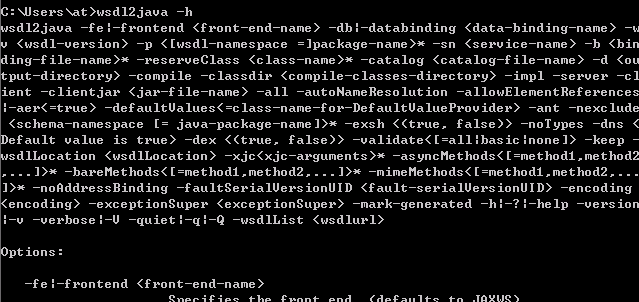 C:\Users\at>wsdl2java -h
wsdl2java -fe¦-frontend <front-end-name> -db¦-databinding <data-binding-name> -w
v <wsdl-version> -p <[wsdl-namespace =]package-name>* -sn <service-name> -b <bin
ding-file-name>* -reserveClass <class-name>* -catalog <catalog-file-name> -d <ou
tput-directory> -compile -classdir <compile-classes-directory> -impl -server -cl
ient -clientjar <jar-file-name> -all -autoNameResolution -allowElementReferences
¦-aer<=true> -defaultValues<=class-name-for-DefaultValueProvider> -ant -nexclude
<schema-namespace [= java-package-name]>* -exsh <(true, false)> -noTypes -dns <
Default value is true> -dex <(true, false)> -validate<[=all¦basic¦none]> -keep -
wsdlLocation <wsdlLocation> -xjc<xjc-arguments>* -asyncMethods<[=method1,method2
,...]>* -bareMethods<[=method1,method2,...]>* -mimeMethods<[=method1,method2,...
]>* -noAddressBinding -faultSerialVersionUID <fault-serialVersionUID> -encoding
<encoding> -exceptionSuper <exceptionSuper> -mark-generated -h¦-?¦-help -version
¦-v -verbose¦-V -quiet¦-q¦-Q -wsdlList <wsdlurl>
Options:
-fe¦-frontend <front-end-name>
Specifies the front end. (defaults to JAXWS)